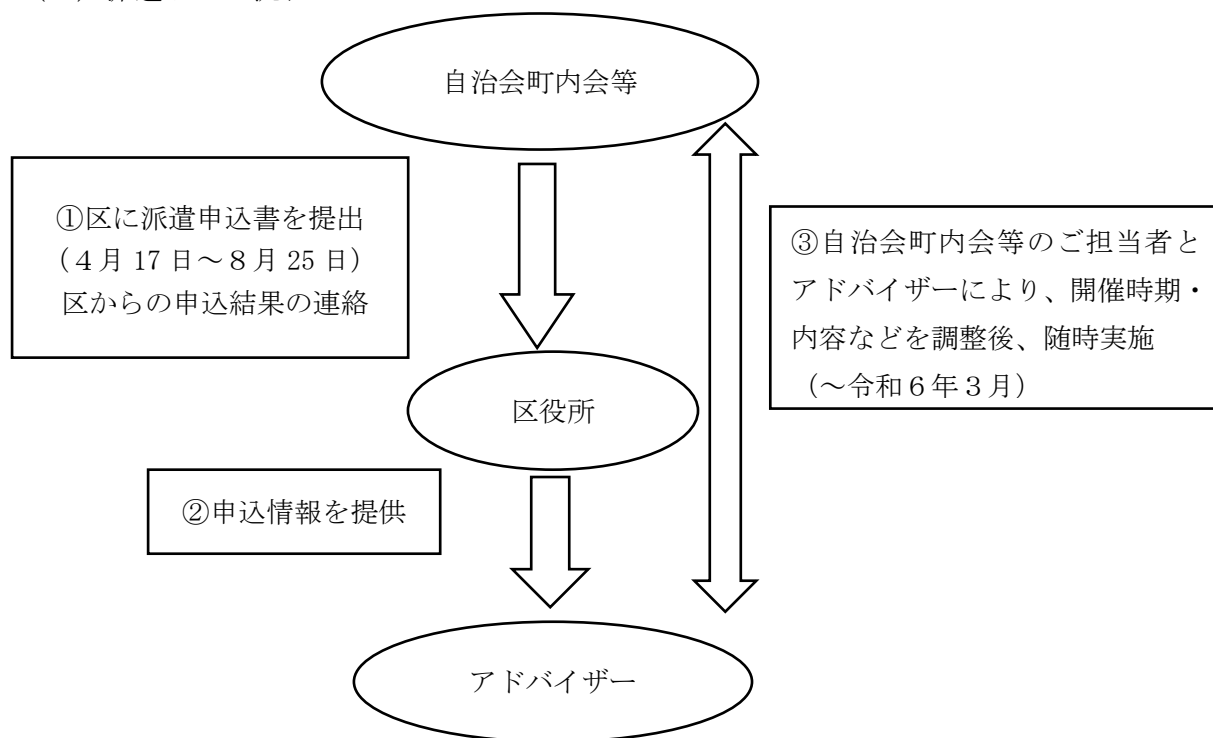 自治会町内会等
①区に派遣申込書を提出
(4月17日～8月25日)
区からの申込結果の連絡
③自治会町内会等のご担当者と
アドバイザーにより、開催時期・
内容などを調整後、随時実施
(～令和6年3月)
区役所
②申込情報を提供
アドバイザー